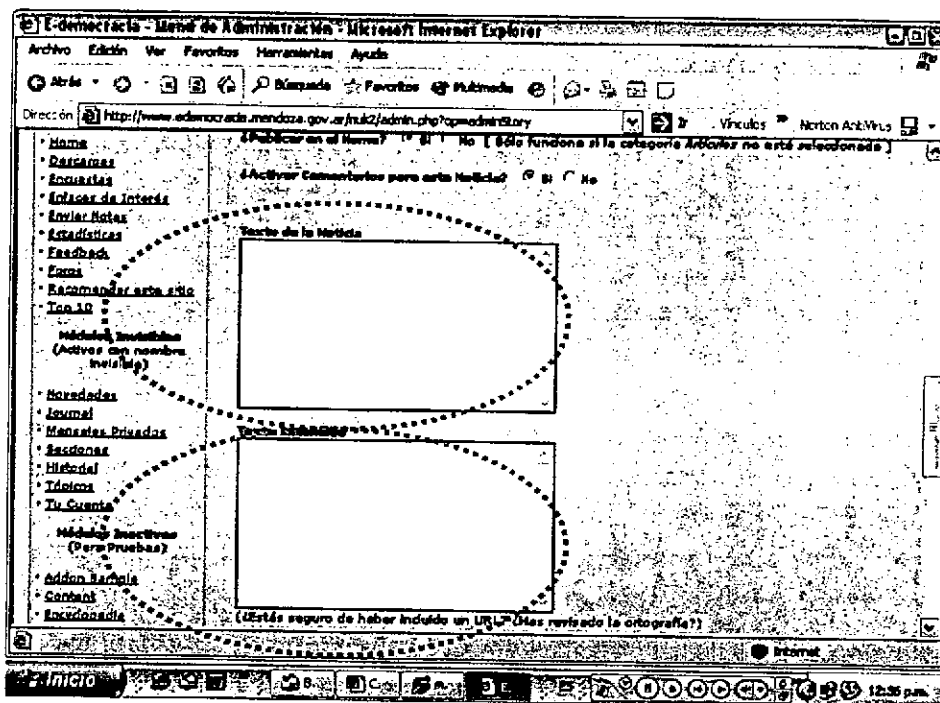 E-democracia - Menú de Administración - Microsoft Internet Explorer
Archivo Edición Ver Favoritos Herramientas Ayuda
Atrás Búsqueda Favoritos Multimedia
Dirección http://www.edemocracia.mendoza.gov.ar/nuk2/admin.php?op=adminStory Ir Vínculos Norton AntiVirus
Home
Descargas
Encuestas
Enlaces de Interés
Enviar Notas
Estadísticas
Feedback
Foros
Recomendar este sitio
Top 10
Módulos Invisibles
(Activos con nombre
invisible)
Novedades
Journal
Mensajes Privados
Secciones
Historial
Tópicos
Tu Cuenta
Módulos Inactivos
(Para Pruebas)
Addon Sample
Content
Encyclopedia
¿Publicar en el Home? Si No [ Sólo funciona si la categoría Artículos no está seleccionada ]
¿Activar Comentarios para esta Noticia? Si No
Texto de la Noticia
Texto
(¿Estás seguro de haber incluido un URL? ¿Has revisado la ortografía?)
Internet
Inicio B. C. E. 12:36 p.m.